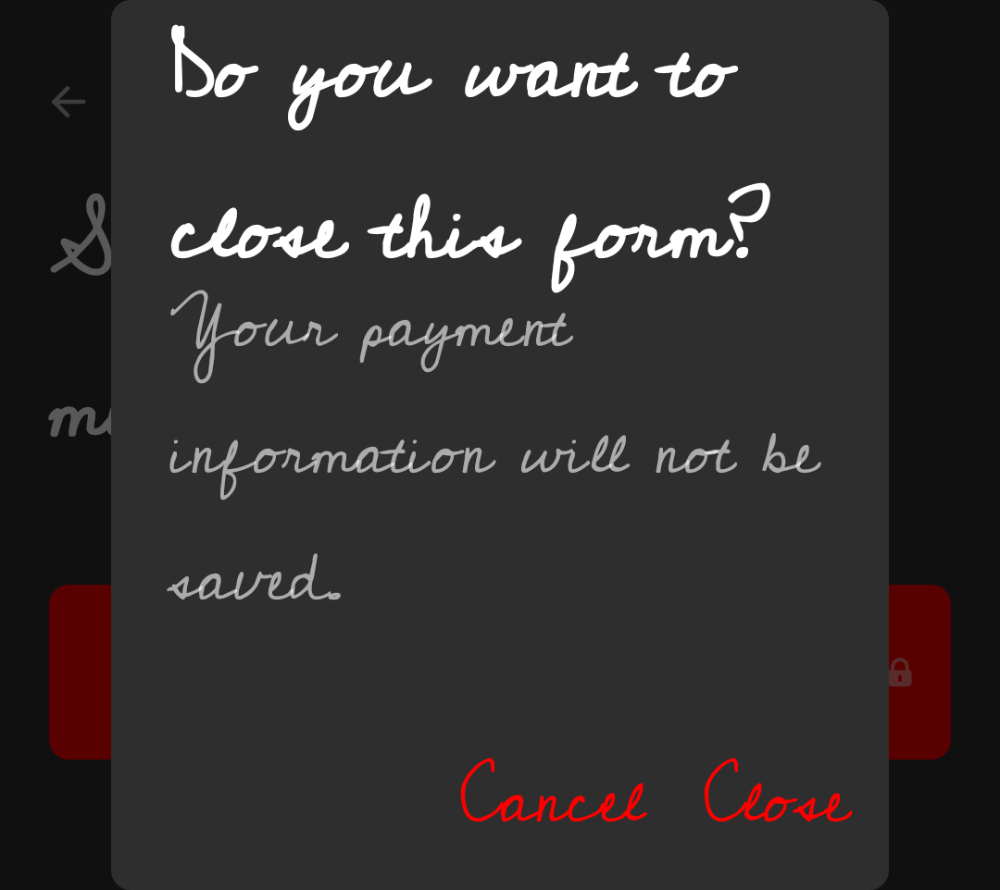 Do you want to
close this form?
Your payment
information will not be
saved.
Cancel Close